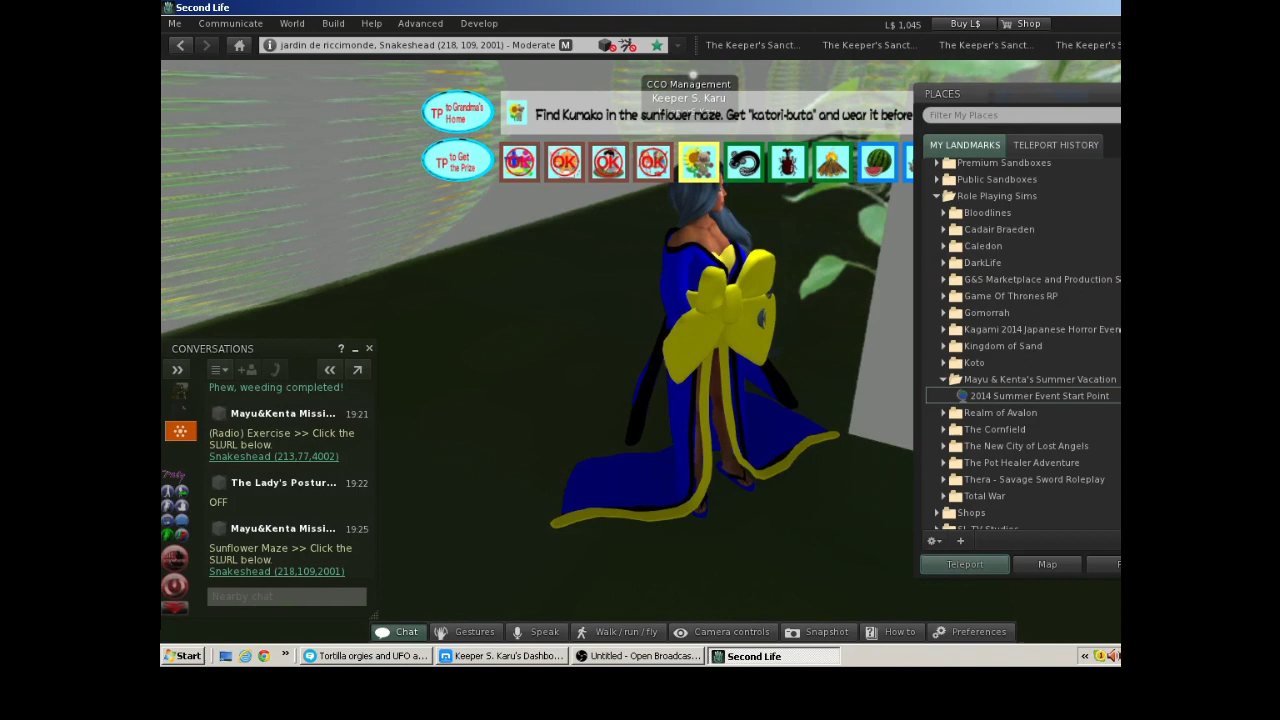 Second Life
Me Communicate World Build Help Advanced Develop L$ 1,045 Buy L$ Shop
jardin de riccimonde, Snakeshead (218, 109, 2001) - Moderate M The Keeper's Sanct... The Keeper's Sanct... The Keeper's Sanct... The Keeper's
CCO Management
Keeper S. Karu
TP to Grandma's Home
Find Kumako in the sunflower maze. Get "katori-buta" and wear it before
TP to Get the Prize
OK OK OK OK
PLACES
Filter My Places
MY LANDMARKS TELEPORT HISTORY
Premium Sandboxes
Public Sandboxes
Role Playing Sims
Bloodlines
Cadair Braeden
Caledon
DarkLife
G&S Marketplace and Production S
Game Of Thrones RP
Gomorrah
Kagami 2014 Japanese Horror Even
Kingdom of Sand
Koto
Mayu & Kenta's Summer Vacation
2014 Summer Event Start Point
Realm of Avalon
The Cornfield
The New City of Lost Angels
The Pot Healer Adventure
Thera - Savage Sword Roleplay
Total War
Shops
SL TV Studios
Teleport Map
CONVERSATIONS ?
Phew, weeding completed!
Mayu&Kenta Missi... 19:21
(Radio) Exercise >> Click the
SLURL below.
Snakeshead (213,77,4002)
The Lady's Postur... 19:22
OFF
Mayu&Kenta Missi... 19:25
Sunflower Maze >> Click the
SLURL below.
Snakeshead (218,109,2001)
Nearby chat
Chat Gestures Speak Walk / run / fly Camera controls Snapshot How to Preferences
Start Tortilla orgies and UFO a... Keeper S. Karu's Dashbo... Untitled - Open Broadcas... Second Life